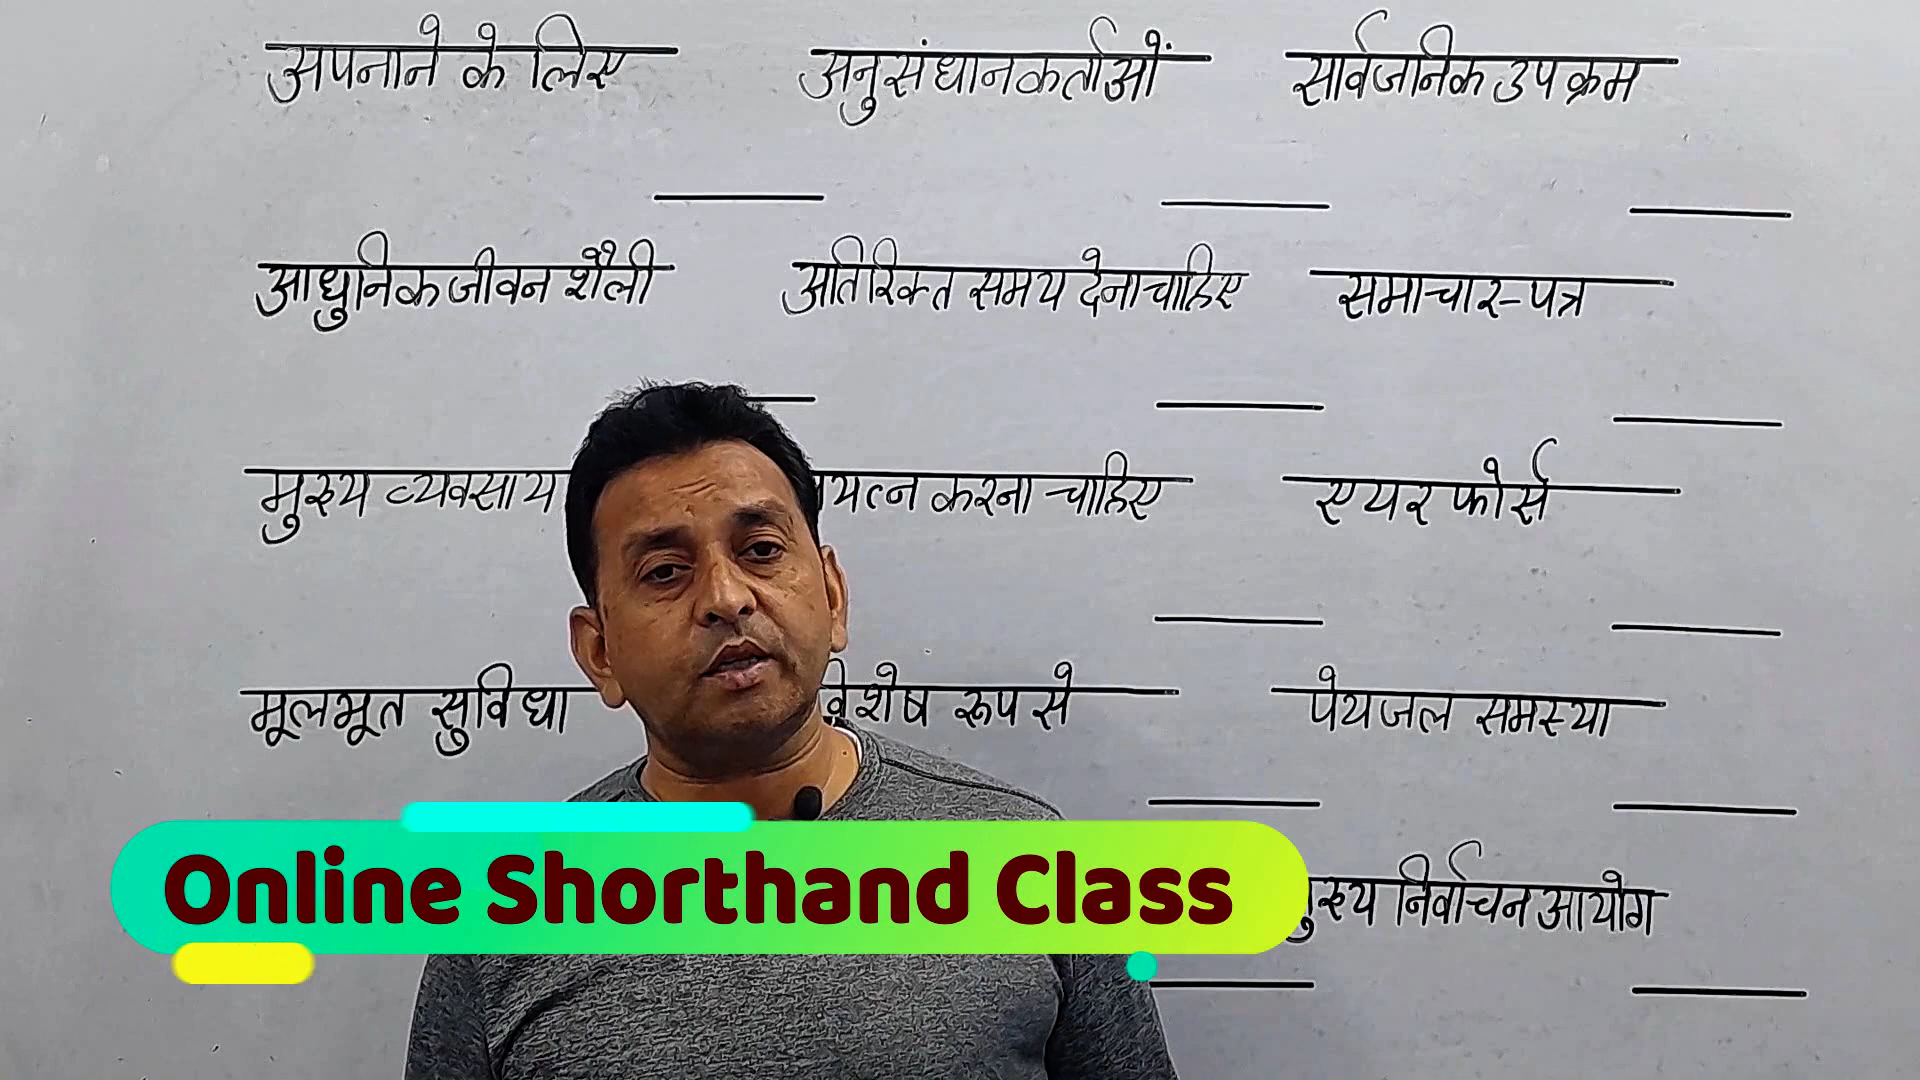 अपनाने के लिए अनुसंधानकर्ताओं सार्वजनिक उपक्रम
आधुनिक जीवन शैली अतिरिक्त समय देना चाहिए समाचार-पत्र
मुख्य व्यवसाय करना चाहिए एयर फोर्स
मूलभूत सुविधा विशेष रूप से पेयजल समस्या
Online Shorthand Class निर्वाचन आयोग